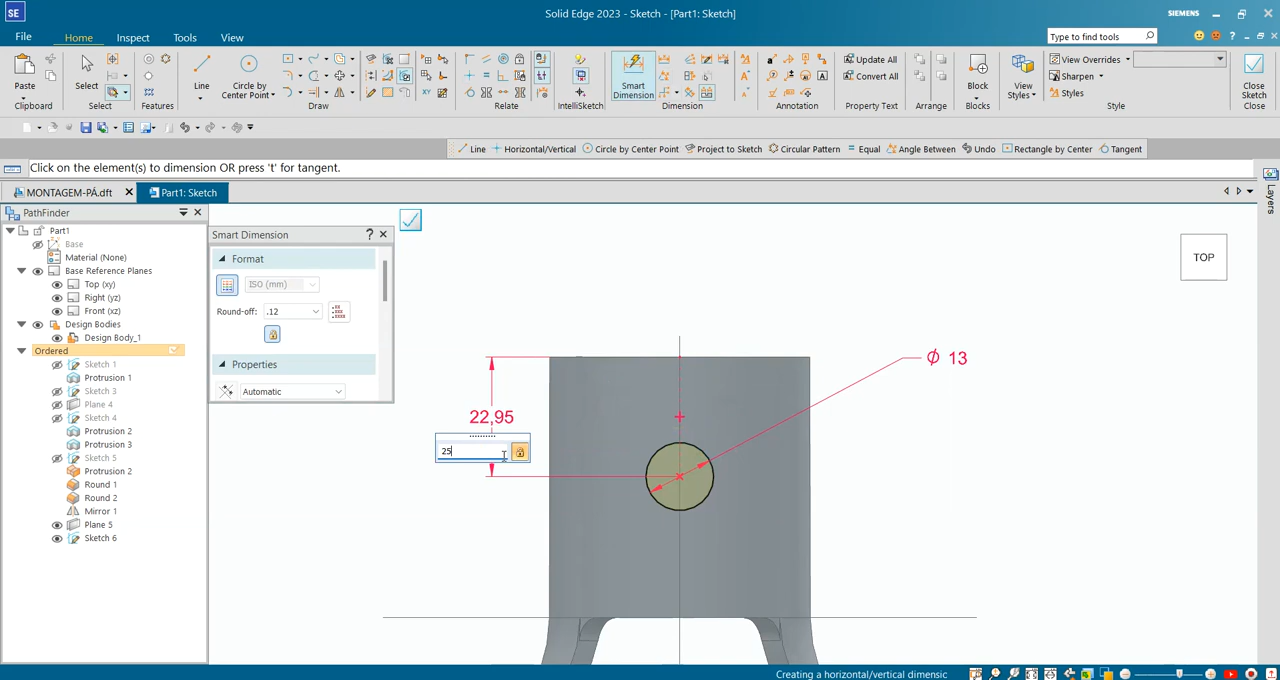 SE
Solid Edge 2023 - Sketch - [Part1: Sketch]
SIEMENS
File
Home
Inspect
Tools
View
Type to find tools
Paste
Select
Line
Circle by
Center Point
Smart
Dimension
Update All
Convert All
Block
View
Styles
View Overrides
Sharpen
Styles
Close
Sketch
Clipboard
Select
Features
Draw
Relate
IntelliSketch
Dimension
Annotation
Property Text
Arrange
Blocks
Style
Close
Line
Horizontal/Vertical
Circle by Center Point
Project to Sketch
Circular Pattern
Equal
Angle Between
Undo
Rectangle by Center
Tangent
Click on the element(s) to dimension OR press 't' for tangent.
MONTAGEM-PÁ.dft
Part1: Sketch
PathFinder
Part1
Base
Material (None)
Base Reference Planes
Top (xy)
Right (yz)
Front (xz)
Design Bodies
Design Body_1
Ordered
Sketch 1
Protrusion 1
Sketch 3
Plane 4
Sketch 4
Protrusion 2
Protrusion 3
Sketch 5
Protrusion 2
Round 1
Round 2
Mirror 1
Plane 5
Sketch 6
Smart Dimension
?
Format
ISO (mm)
Round-off:
.12
Properties
Automatic
22,95
25
Ø 13
TOP
Layers
Creating a horizontal/vertical dimensic